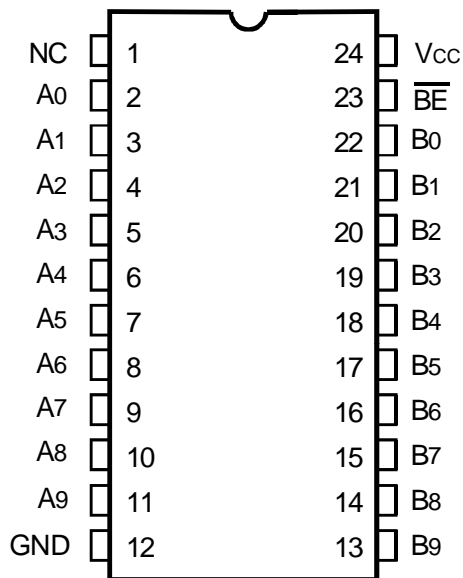 NC 1 24 Vcc
A0 2 23 B̅E̅
A1 3 22 B0
A2 4 21 B1
A3 5 20 B2
A4 6 19 B3
A5 7 18 B4
A6 8 17 B5
A7 9 16 B6
A8 10 15 B7
A9 11 14 B8
GND 12 13 B9